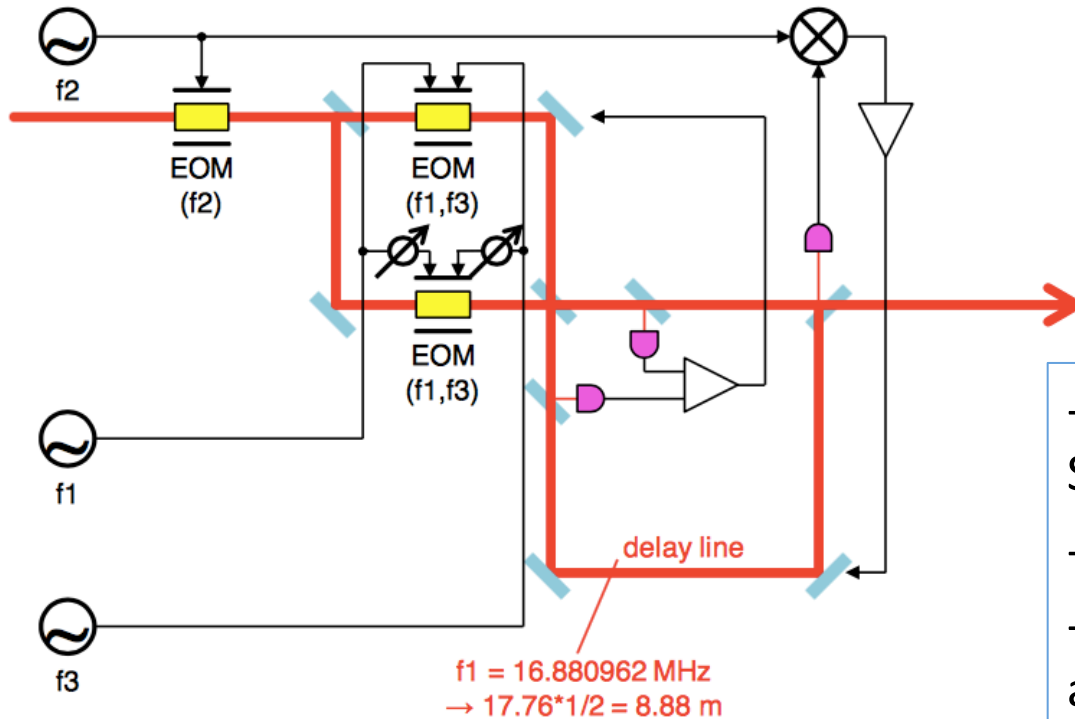 f2
EOM
(f2)
EOM
(f1,f3)
EOM
(f1,f3)
f1
f3
delay line
f1 = 16.880962 MHz
→ 17.76*1/2 = 8.88 m
-
S
-
-
a